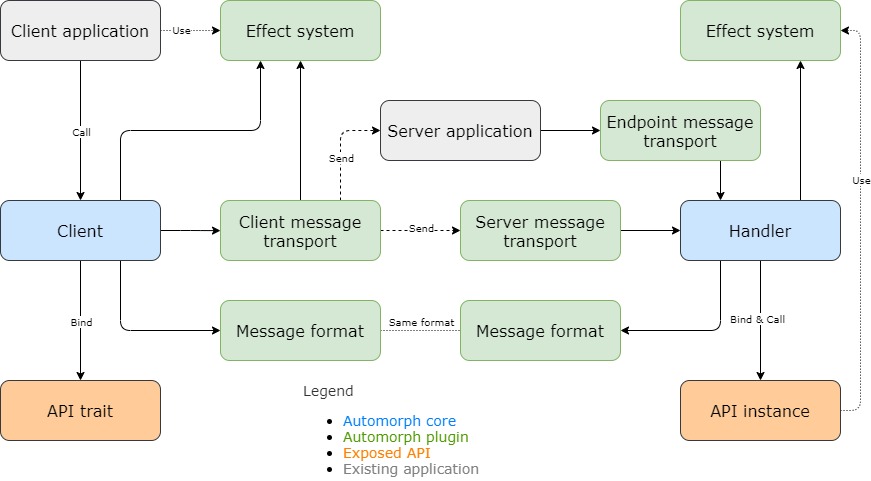 Client application
Use
Effect system
Effect system
Call
Server application
Endpoint message
transport
Send
Use
Client
Client message
transport
Send
Server message
transport
Handler
Bind
Message format
Same format
Message format
Bind & Call
API trait
API instance
Legend
Automorph core
Automorph plugin
Exposed API
Existing application